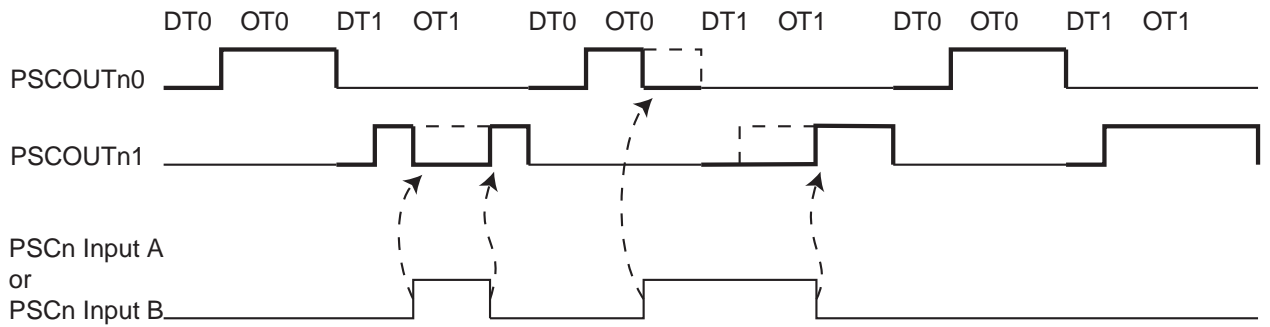 DT0 OT0 DT1 OT1 DT0 OT0 DT1 OT1 DT0 OT0 DT1 OT1
PSCOUTn0
PSCOUTn1
PSCn Input A
or
PSCn Input B